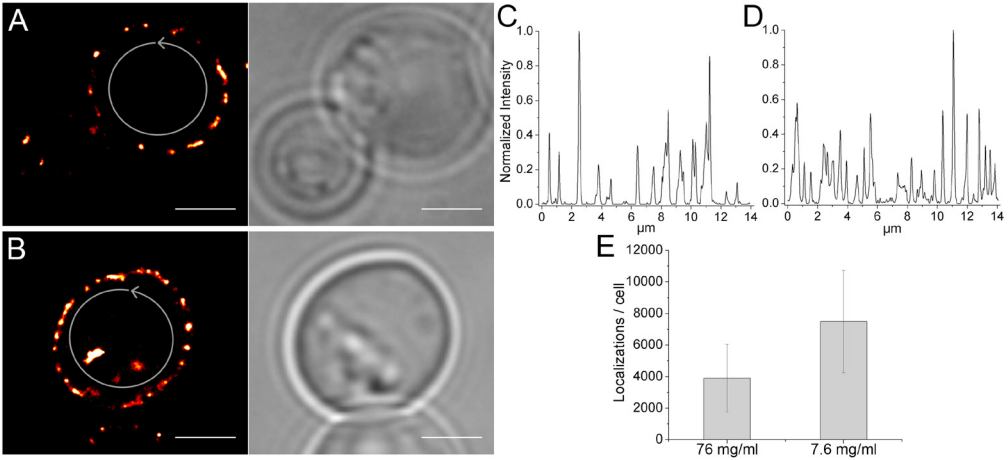 A
B
C
D
Normalized Intensity
1.0
0.8
0.6
0.4
0.2
0.0
0 2 4 6 8 10 12 14
µm
1.0
0.8
0.6
0.4
0.2
0.0
0 2 4 6 8 10 12 14
µm
E
Localizations / cell
12000
10000
8000
6000
4000
2000
0
76 mg/ml 7.6 mg/ml